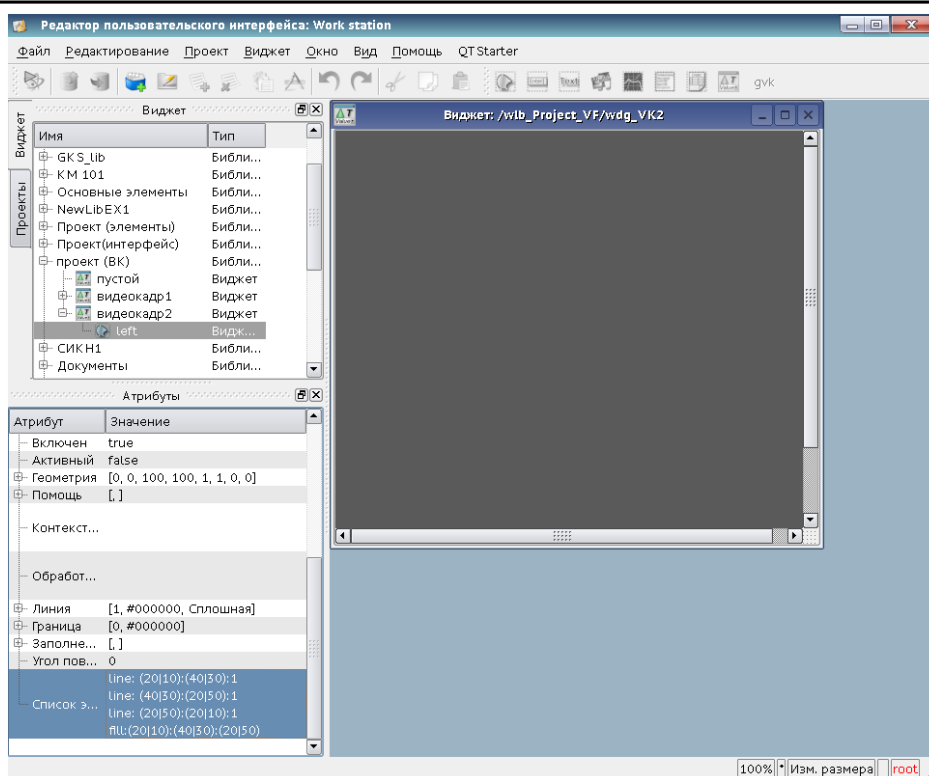 Редактор пользовательского интерфейса: Work station
Файл Редактирование Проект Виджет Окно Вид Помощь QTStarter
Text gvk
Виджет
Проекты
Виджет
Имя Тип
GKS_lib Библи...
КМ 101 Библи...
Основные элементы Библи...
NewLibEX1 Библи...
Проект (элементы) Библи...
Проект(интерфейс) Библи...
проект (ВК) Библи...
пустой Виджет
видеокадр1 Виджет
видеокадр2 Виджет
left Видж...
СИКН1 Библи...
Документы Библи...
Атрибуты
Атрибут Значение
Включен true
Активный false
Геометрия [0, 0, 100, 100, 1, 1, 0, 0]
Помощь [, ]
Контекст...
Обработ...
Линия [1, #000000, Сплошная]
Граница [0, #000000]
Заполне... [, ]
Угол пов... 0
Список э...
line: (20|10):(40|30):1
line: (40|30):(20|50):1
line: (20|50):(20|10):1
fill:(20|10):(40|30):(20|50)
Виджет: /wlb_Project_VF/wdg_VK2
100% * Изм. размера root